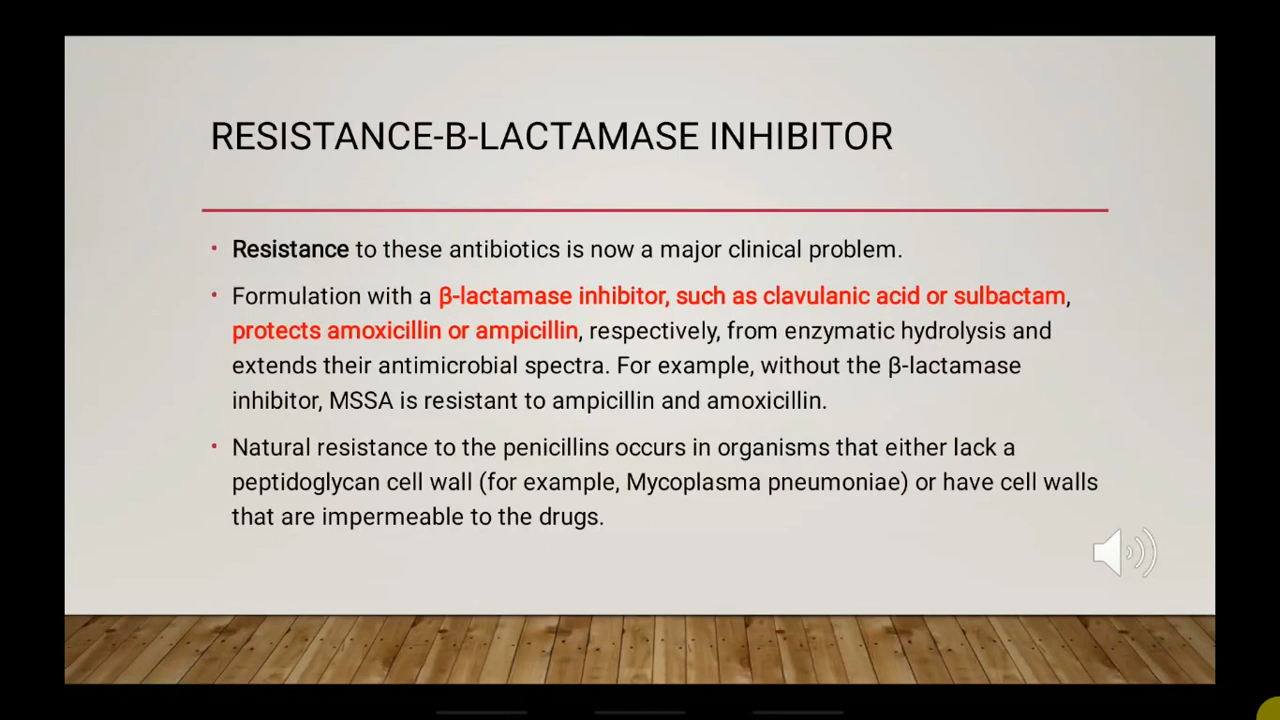 RESISTANCE-B-LACTAMASE INHIBITOR
• Resistance to these antibiotics is now a major clinical problem.
• Formulation with a β-lactamase inhibitor, such as clavulanic acid or sulbactam,
protects amoxicillin or ampicillin, respectively, from enzymatic hydrolysis and
extends their antimicrobial spectra. For example, without the β-lactamase
inhibitor, MSSA is resistant to ampicillin and amoxicillin.
• Natural resistance to the penicillins occurs in organisms that either lack a
peptidoglycan cell wall (for example, Mycoplasma pneumoniae) or have cell walls
that are impermeable to the drugs.